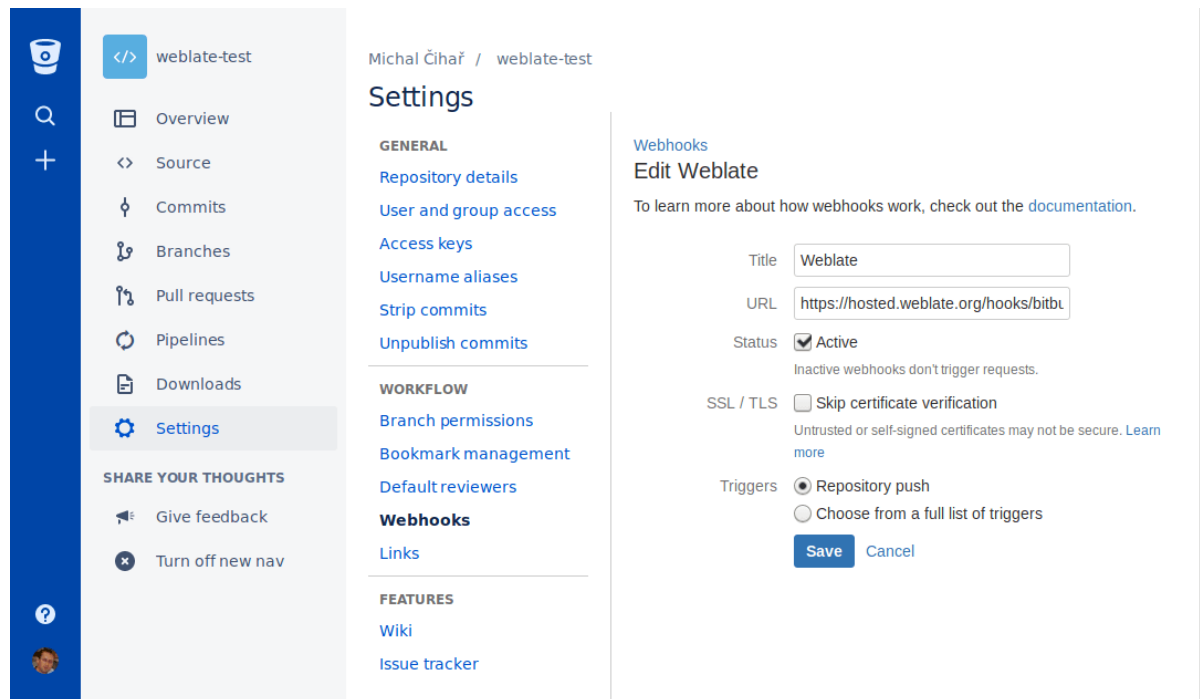 weblate-test
Overview
Source
Commits
Branches
Pull requests
Pipelines
Downloads
Settings
SHARE YOUR THOUGHTS
Give feedback
Turn off new nav
Michal Čihař / weblate-test
Settings
GENERAL
Repository details
User and group access
Access keys
Username aliases
Strip commits
Unpublish commits
WORKFLOW
Branch permissions
Bookmark management
Default reviewers
Webhooks
Links
FEATURES
Wiki
Issue tracker
Webhooks
Edit Weblate
To learn more about how webhooks work, check out the documentation.
Title Weblate
URL https://hosted.weblate.org/hooks/bitbu
Status Active
Inactive webhooks don't trigger requests.
SSL / TLS Skip certificate verification
Untrusted or self-signed certificates may not be secure. Learn
more
Triggers Repository push
Choose from a full list of triggers
Save Cancel